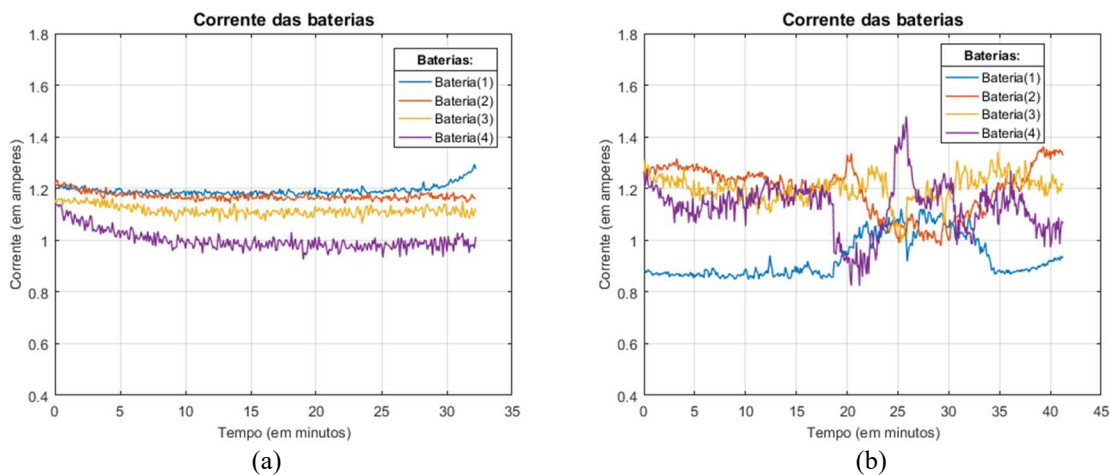 Corrente das baterias
Corrente (em amperes)
1.8
1.6
1.4
1.2
1
0.8
0.6
0.4
0 5 10 15 20 25 30 35
Tempo (em minutos)
Baterias:
Bateria(1)
Bateria(2)
Bateria(3)
Bateria(4)
(a)
Corrente das baterias
Corrente (em amperes)
1.8
1.6
1.4
1.2
1
0.8
0.6
0.4
0 5 10 15 20 25 30 35 40 45
Tempo (em minutos)
Baterias:
Bateria(1)
Bateria(2)
Bateria(3)
Bateria(4)
(b)